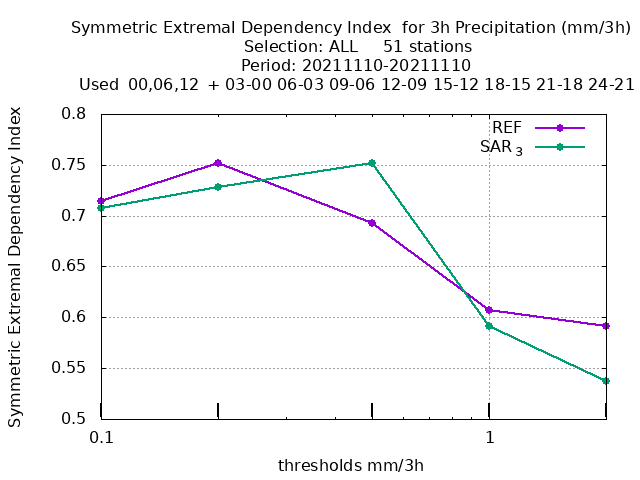 Symmetric Extremal Dependency Index  for 3h Precipitation (mm/3h)
Selection: ALL     51 stations
Period: 20211110-20211110
Used  00,06,12  + 03-00 06-03 09-06 12-09 15-12 18-15 21-18 24-21
REF
SAR 3
0.8
0.75
0.7
0.65
0.6
0.55
0.5
Symmetric Extremal Dependency Index
0.1
1
thresholds mm/3h